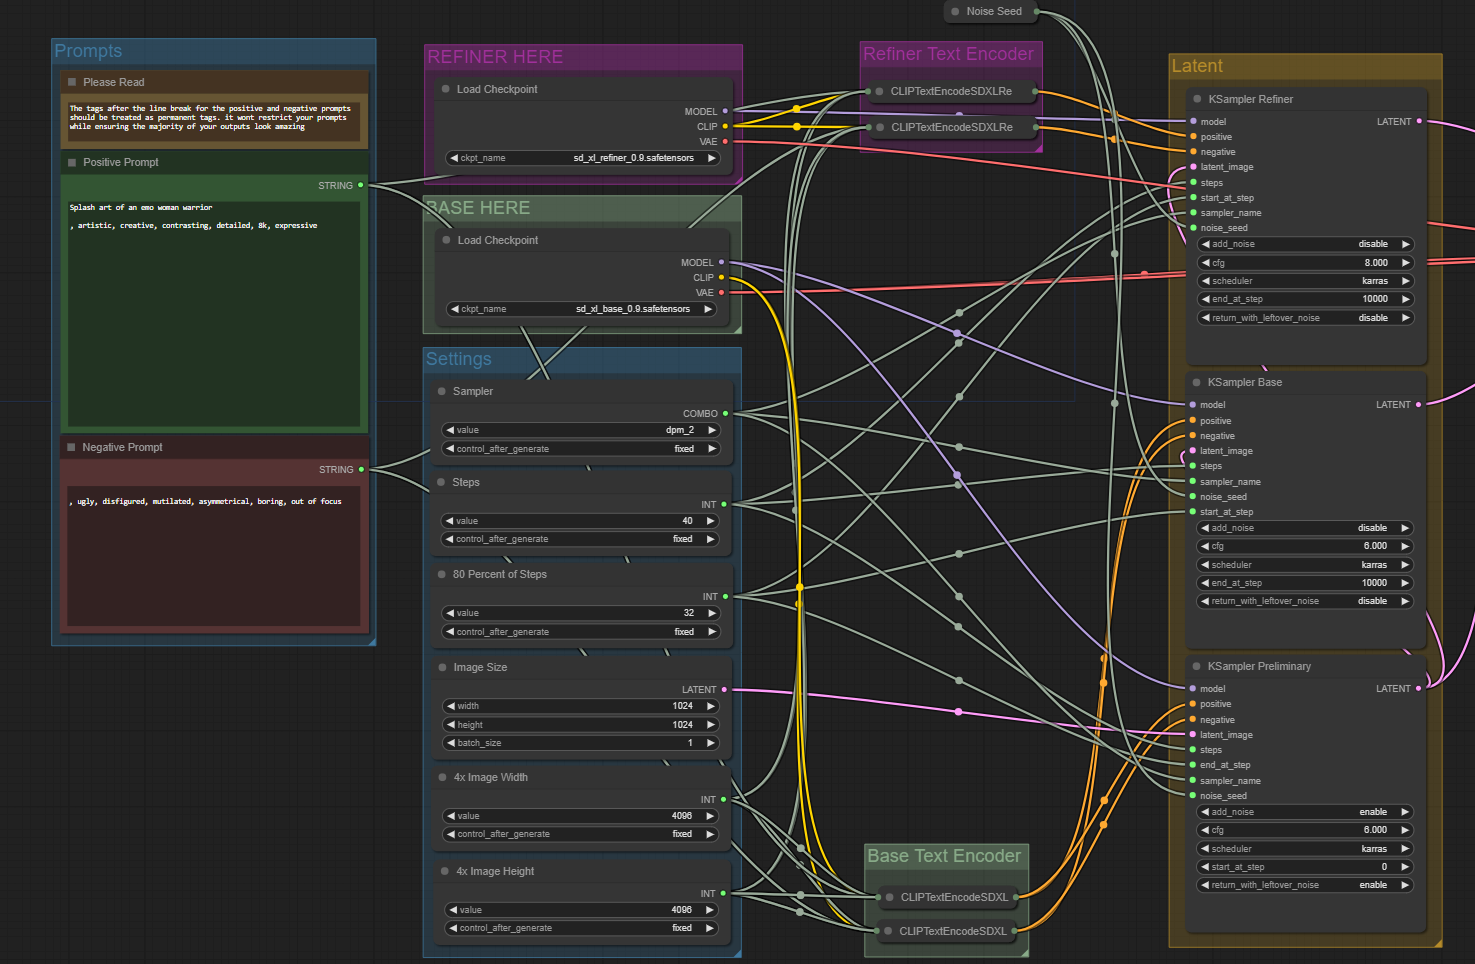 Noise Seed
Prompts
Please Read
The tags after the line break for the positive and negative prompts
should be treated as permanent tags. it wont restrict your prompts
while ensuring the majority of your outputs look amazing
Positive Prompt
STRING
Splash art of an emo woman warrior
, artistic, creative, contrasting, detailed, 8k, expressive
Negative Prompt
STRING
, ugly, disfigured, mutilated, asymmetrical, boring, out of focus
REFINER HERE
Load Checkpoint
MODEL
CLIP
VAE
ckpt_name sd_xl_refiner_0.9.safetensors
BASE HERE
Load Checkpoint
MODEL
CLIP
VAE
ckpt_name sd_xl_base_0.9.safetensors
Settings
Sampler
COMBO
value dpm_2
control_after_generate fixed
Steps
INT
value 40
control_after_generate fixed
80 Percent of Steps
INT
value 32
control_after_generate fixed
Image Size
LATENT
width 1024
height 1024
batch_size 1
4x Image Width
INT
value 4096
control_after_generate fixed
4x Image Height
INT
value 4096
control_after_generate fixed
Refiner Text Encoder
CLIPTextEncodeSDXLRe
CLIPTextEncodeSDXLRe
Base Text Encoder
CLIPTextEncodeSDXL
CLIPTextEncodeSDXL
Latent
KSampler Refiner
model LATENT
positive
negative
latent_image
steps
start_at_step
sampler_name
noise_seed
add_noise disable
cfg 8.000
scheduler karras
end_at_step 10000
return_with_leftover_noise disable
KSampler Base
model LATENT
positive
negative
latent_image
steps
sampler_name
noise_seed
start_at_step
add_noise disable
cfg 6.000
scheduler karras
end_at_step 10000
return_with_leftover_noise disable
KSampler Preliminary
model LATENT
positive
negative
latent_image
steps
end_at_step
sampler_name
noise_seed
add_noise enable
cfg 6.000
scheduler karras
start_at_step 0
return_with_leftover_noise enable